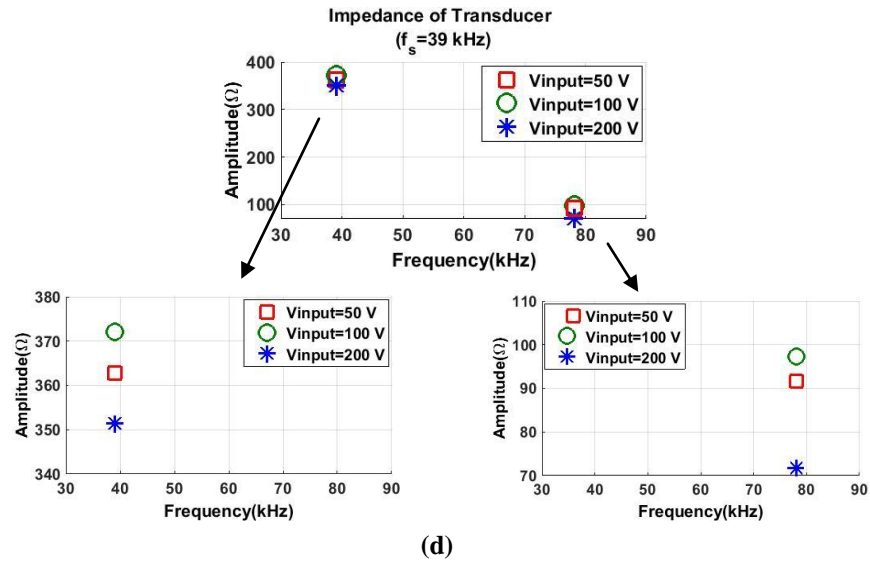 Impedance of Transducer
(fs=39 kHz)
Amplitude(Ω)
400
300
200
100
30 40 50 60 70 80 90
Frequency(kHz)
Vinput=50 V
Vinput=100 V
Vinput=200 V
Amplitude(Ω)
380
370
360
350
340
30 40 50 60 70 80 90
Frequency(kHz)
Vinput=50 V
Vinput=100 V
Vinput=200 V
Amplitude(Ω)
110
100
90
80
70
30 40 50 60 70 80 90
Frequency(kHz)
Vinput=50 V
Vinput=100 V
Vinput=200 V
(d)